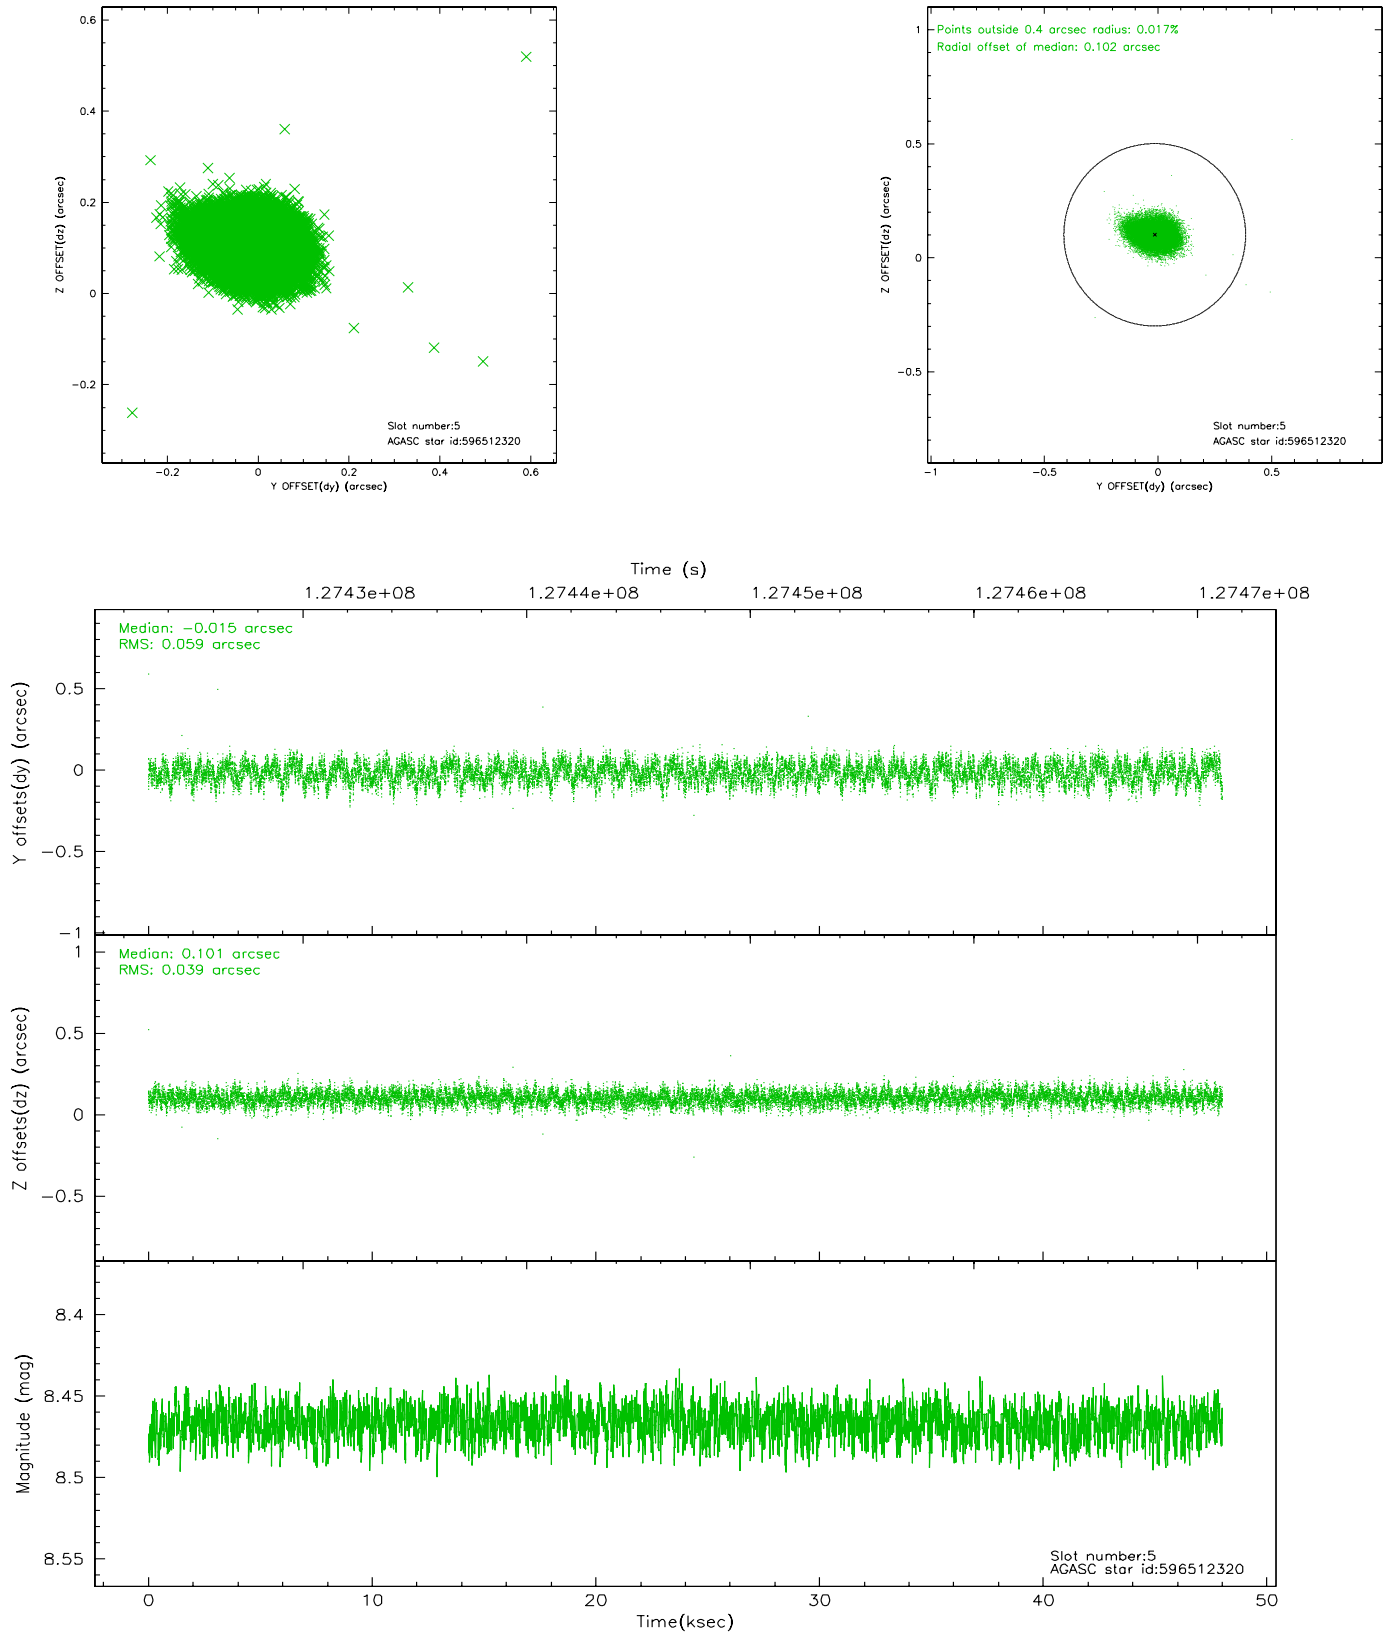 0.6
0.4
0.2
0
-0.2
Z OFFSET(dz) (arcsec)
-0.2 0 0.2 0.4 0.6
Y OFFSET(dy) (arcsec)
Slot number:5
AGASC star id:596512320
Points outside 0.4 arcsec radius: 0.017%
Radial offset of median: 0.102 arcsec
1
0.5
0
-0.5
Z OFFSET(dz) (arcsec)
-1 -0.5 0 0.5
Y OFFSET(dy) (arcsec)
Slot number:5
AGASC star id:596512320
Time (s)
1.2743e+08 1.2744e+08 1.2745e+08 1.2746e+08 1.2747e+08
Median: -0.015 arcsec
RMS: 0.059 arcsec
0.5
0
-0.5
-1
Y offsets(dy) (arcsec)
Median: 0.101 arcsec
RMS: 0.039 arcsec
1
0.5
0
-0.5
Z offsets(dz) (arcsec)
8.4
8.45
8.5
8.55
Magnitude (mag)
Slot number:5
AGASC star id:596512320
0 10 20 30 40 50
Time(ksec)